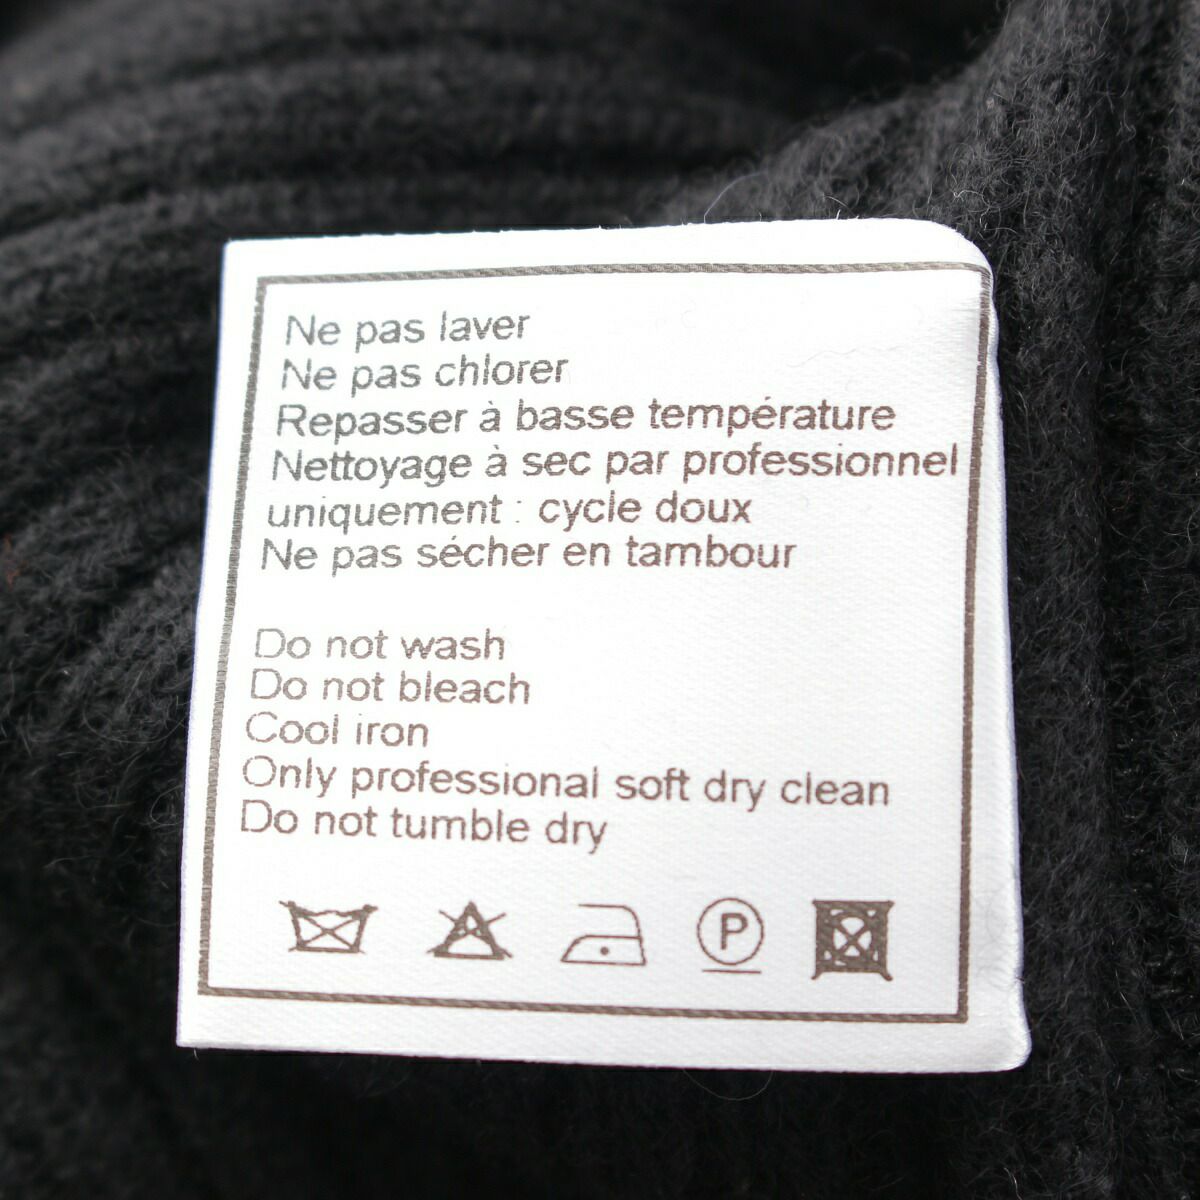 Ne pas laver
Ne pas chlorer
Repasser à basse température
Nettoyage à sec par professionnel
uniquement : cycle doux
Ne pas sécher en tambour
Do not wash
Do not bleach
Cool iron
Only professional soft dry clean
Do not tumble dry
P